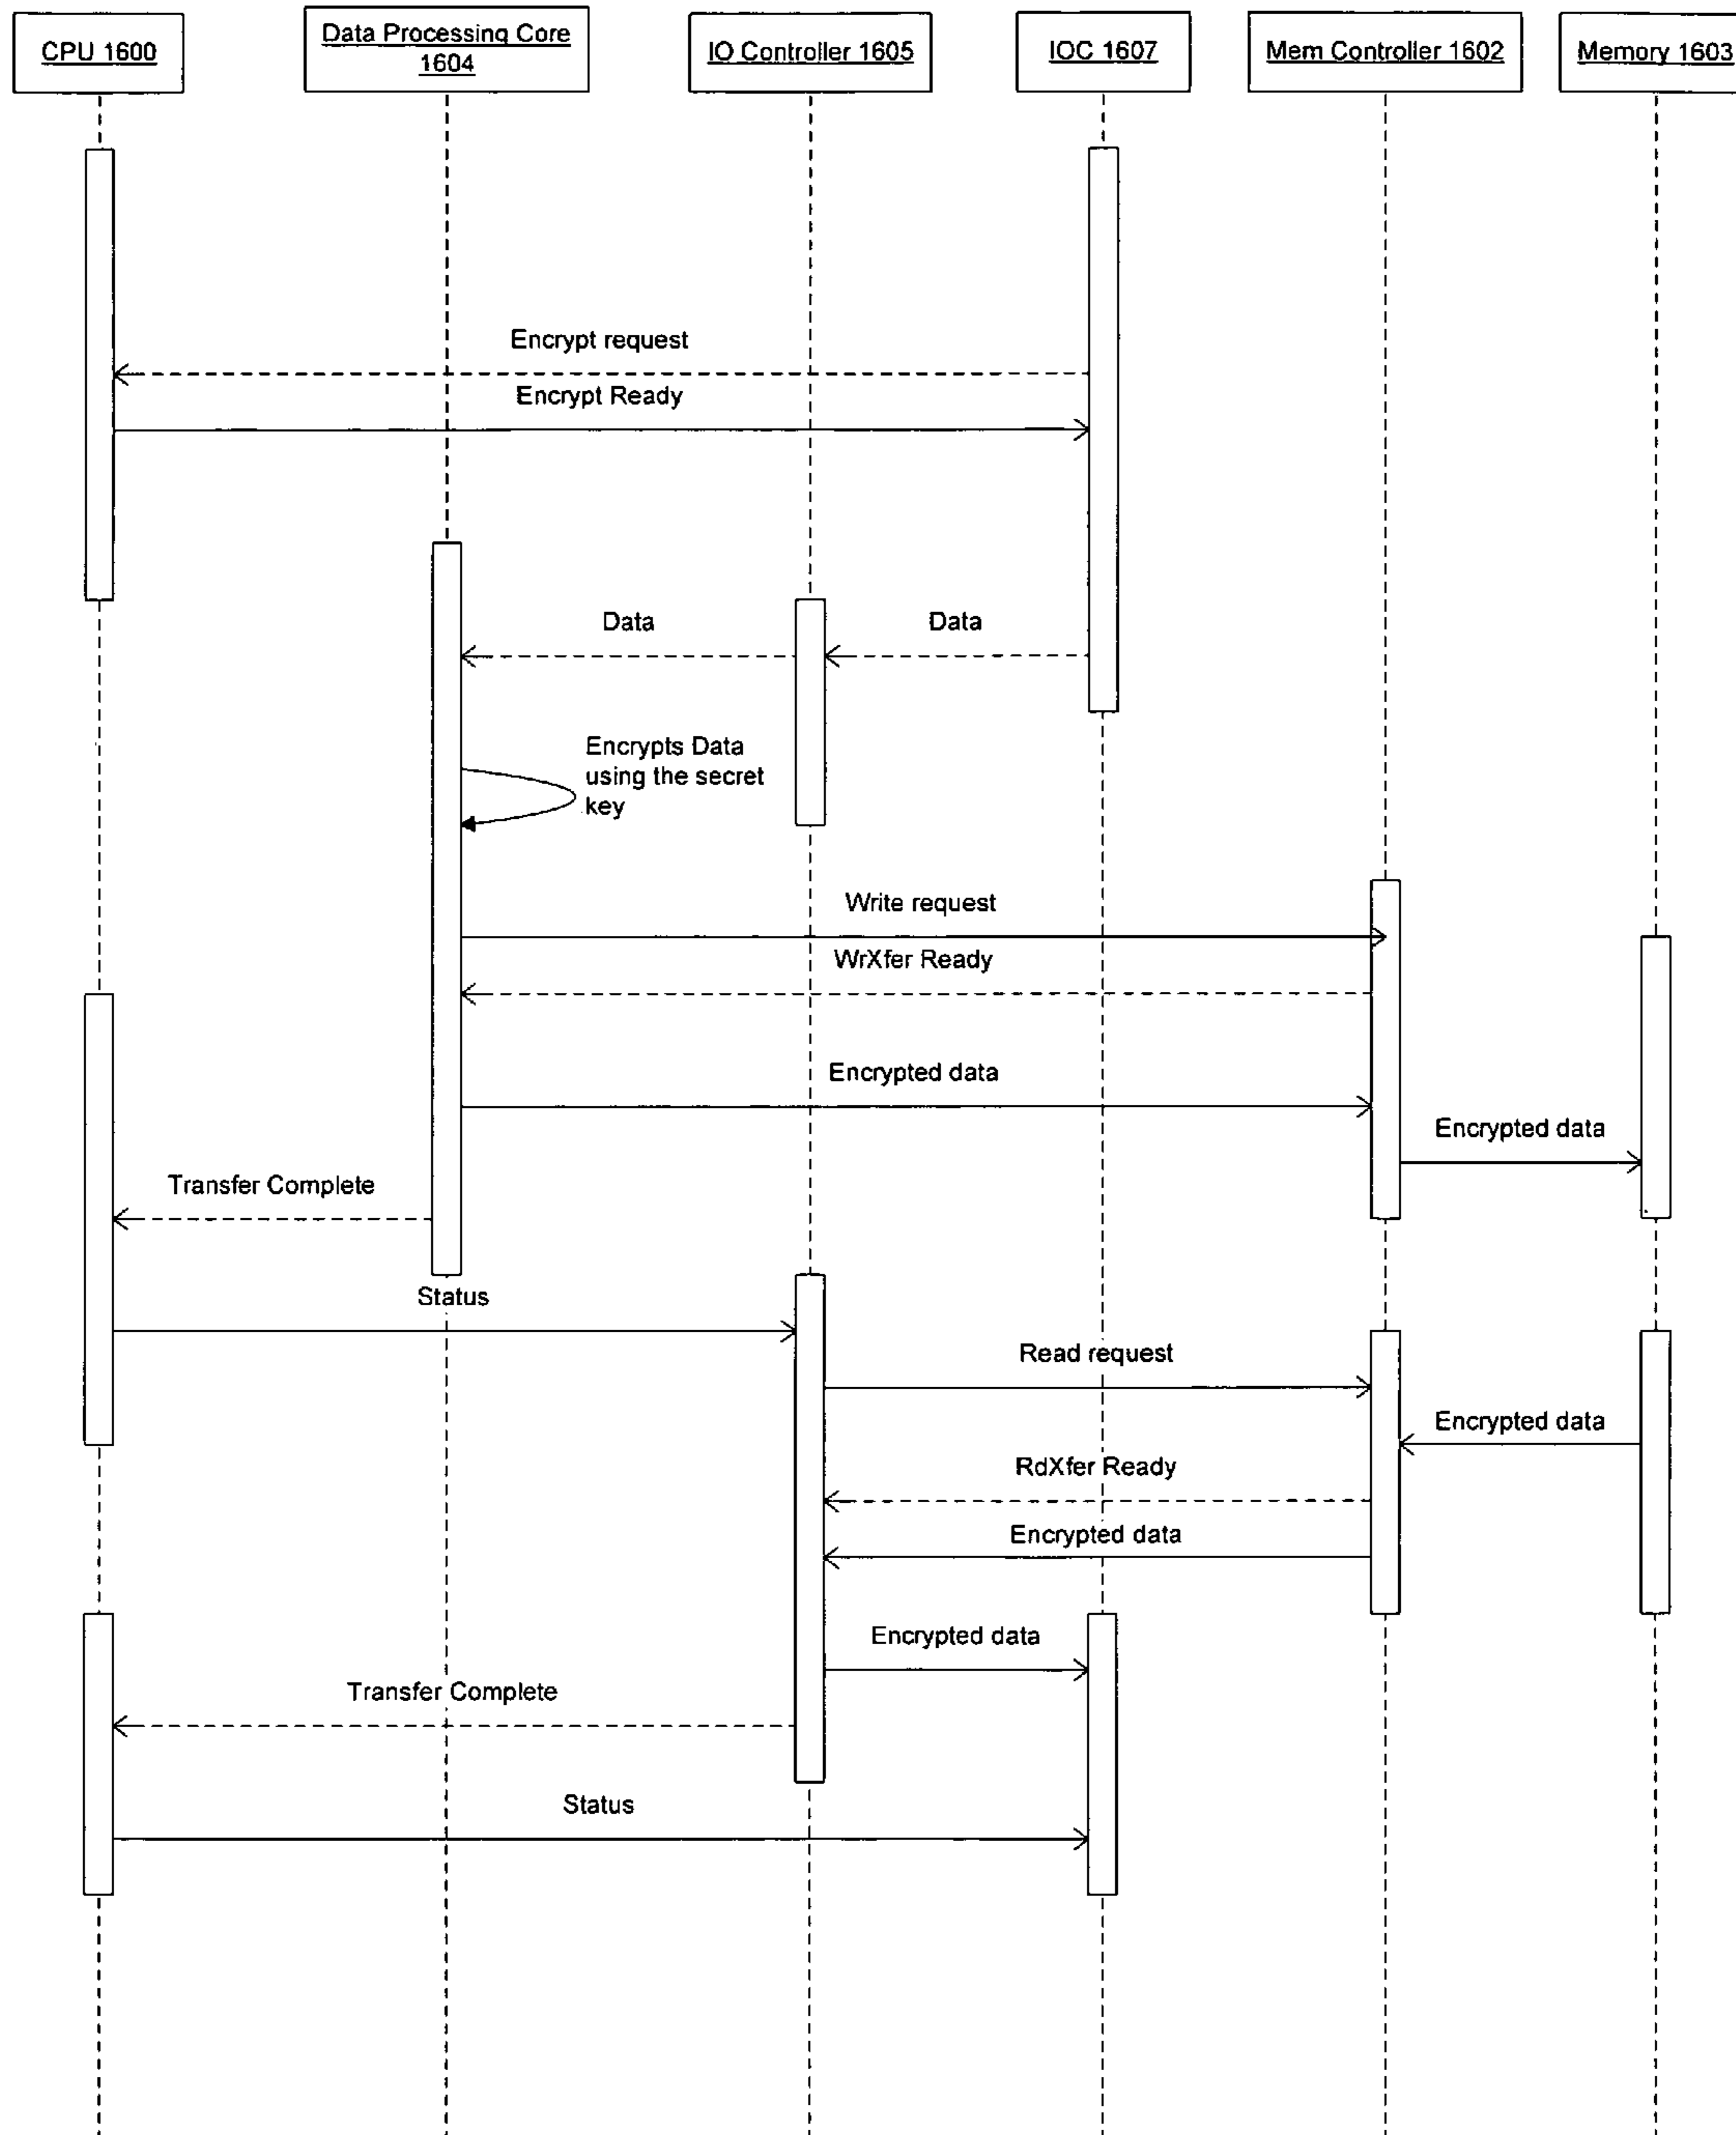 CPU 1600
Data Processing Core
1604
IO Controller 1605
IOC 1607
Mem Controller 1602
Memory 1603
Encrypt request
Encrypt Ready
Data
Data
Encrypts Data
using the secret
key
Write request
WrXfer Ready
Encrypted data
Encrypted data
Transfer Complete
Status
Read request
Encrypted data
RdXfer Ready
Encrypted data
Encrypted data
Transfer Complete
Status